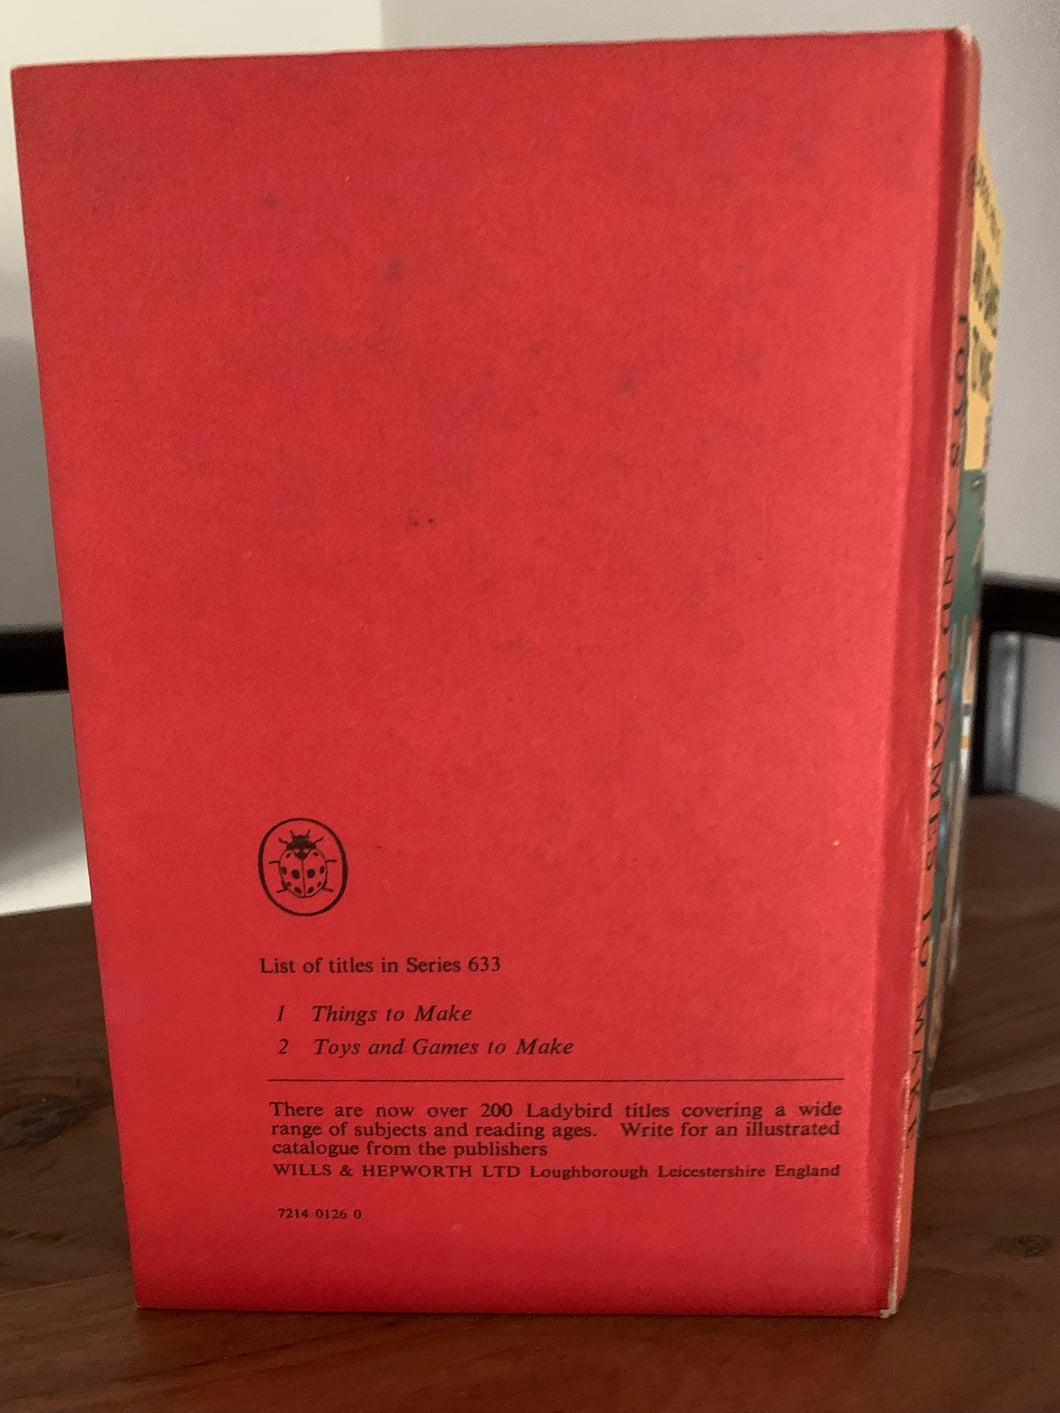 List of titles in Series 633
1 Things to Make
2 Toys and Games to Make
There are now over 200 Ladybird titles covering a wide
range of subjects and reading ages. Write for an illustrated
catalogue from the publishers
WILLS & HEPWORTH LTD Loughborough Leicestershire England
7214 0126 0
TOYS AND GAMES TO MAKE